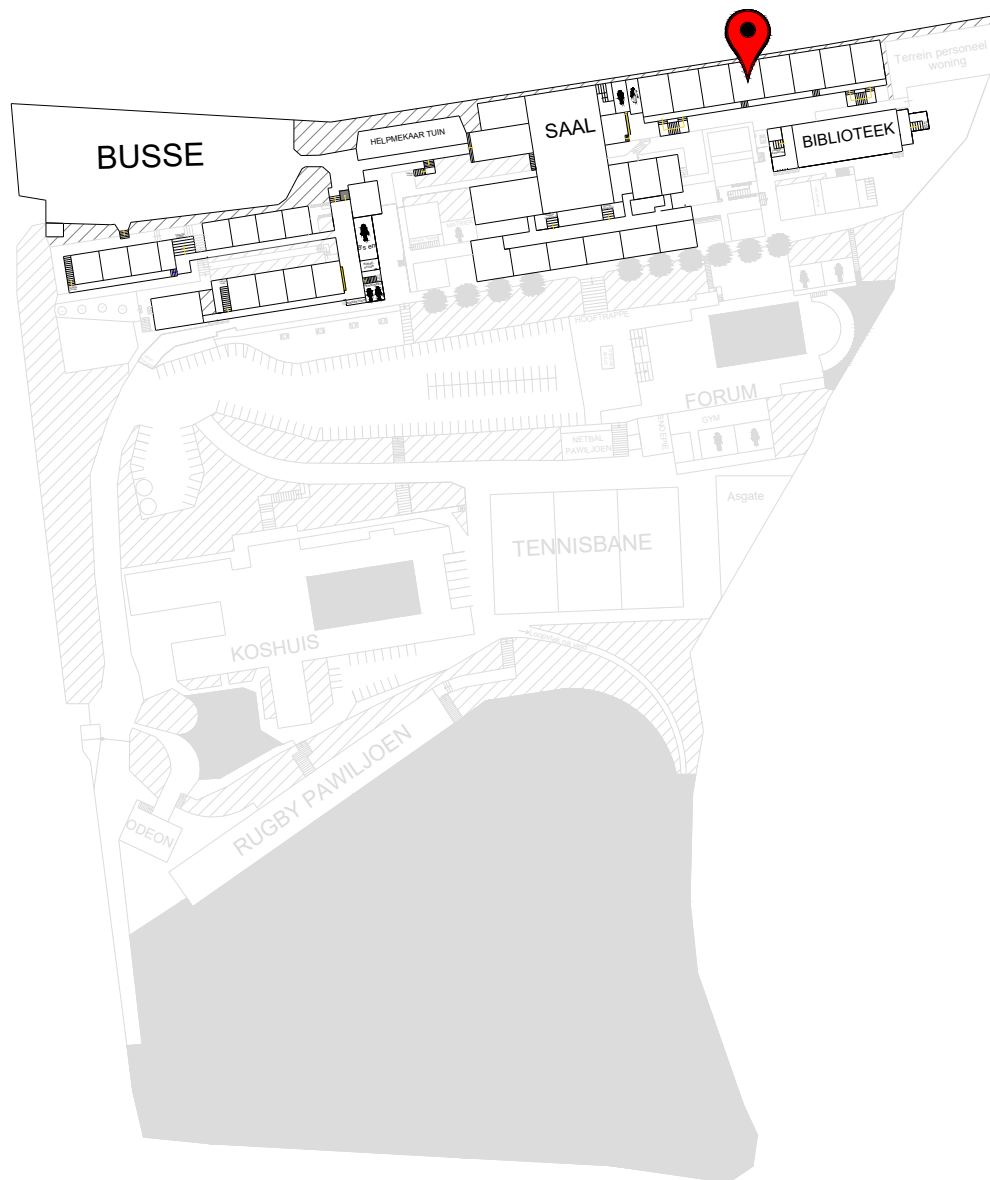 Terrein personeel
woning
SAAL
HELPMEKAAR TUIN
BIBLIOTEEK
BUSSE
HOOFTRAPPE
FORUM
GYM
NETBAL
PAWILJOEN
SNOEPIE
Asgate
TENNISBANE
KOSHUIS
RUGBY PAWILJOEN
ODEON